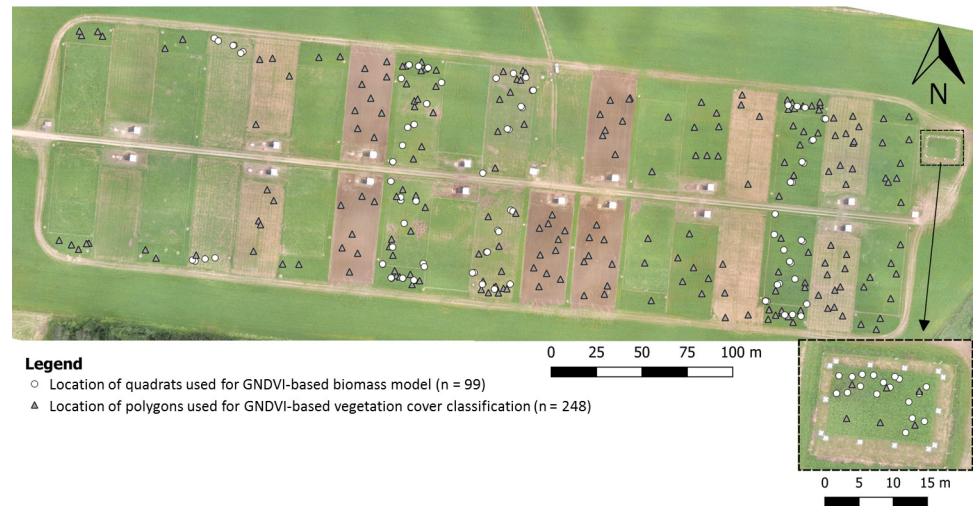 N
Legend
Location of quadrats used for GNDVI-based biomass model (n = 99)
Location of polygons used for GNDVI-based vegetation cover classification (n = 248)
0 25 50 75 100 m
0 5 10 15 m